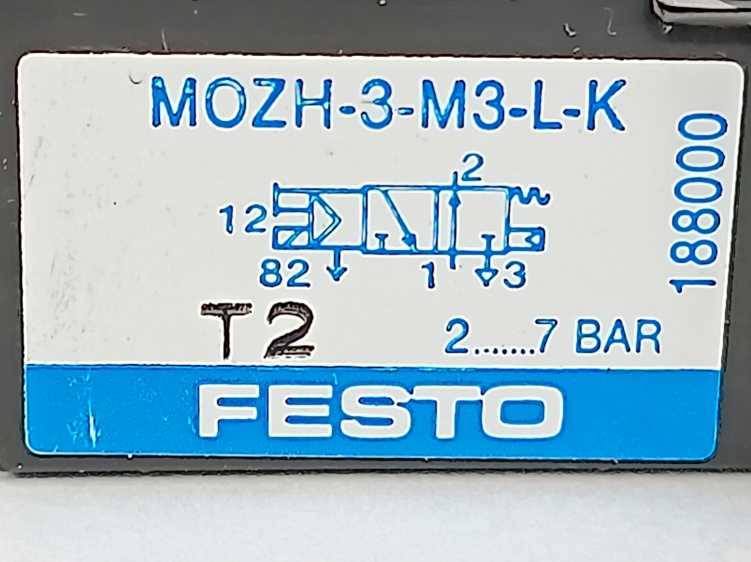 MOZH-3-M3-L-K
188000
2
12
82 1 3
T2 2.......7 BAR
FESTO